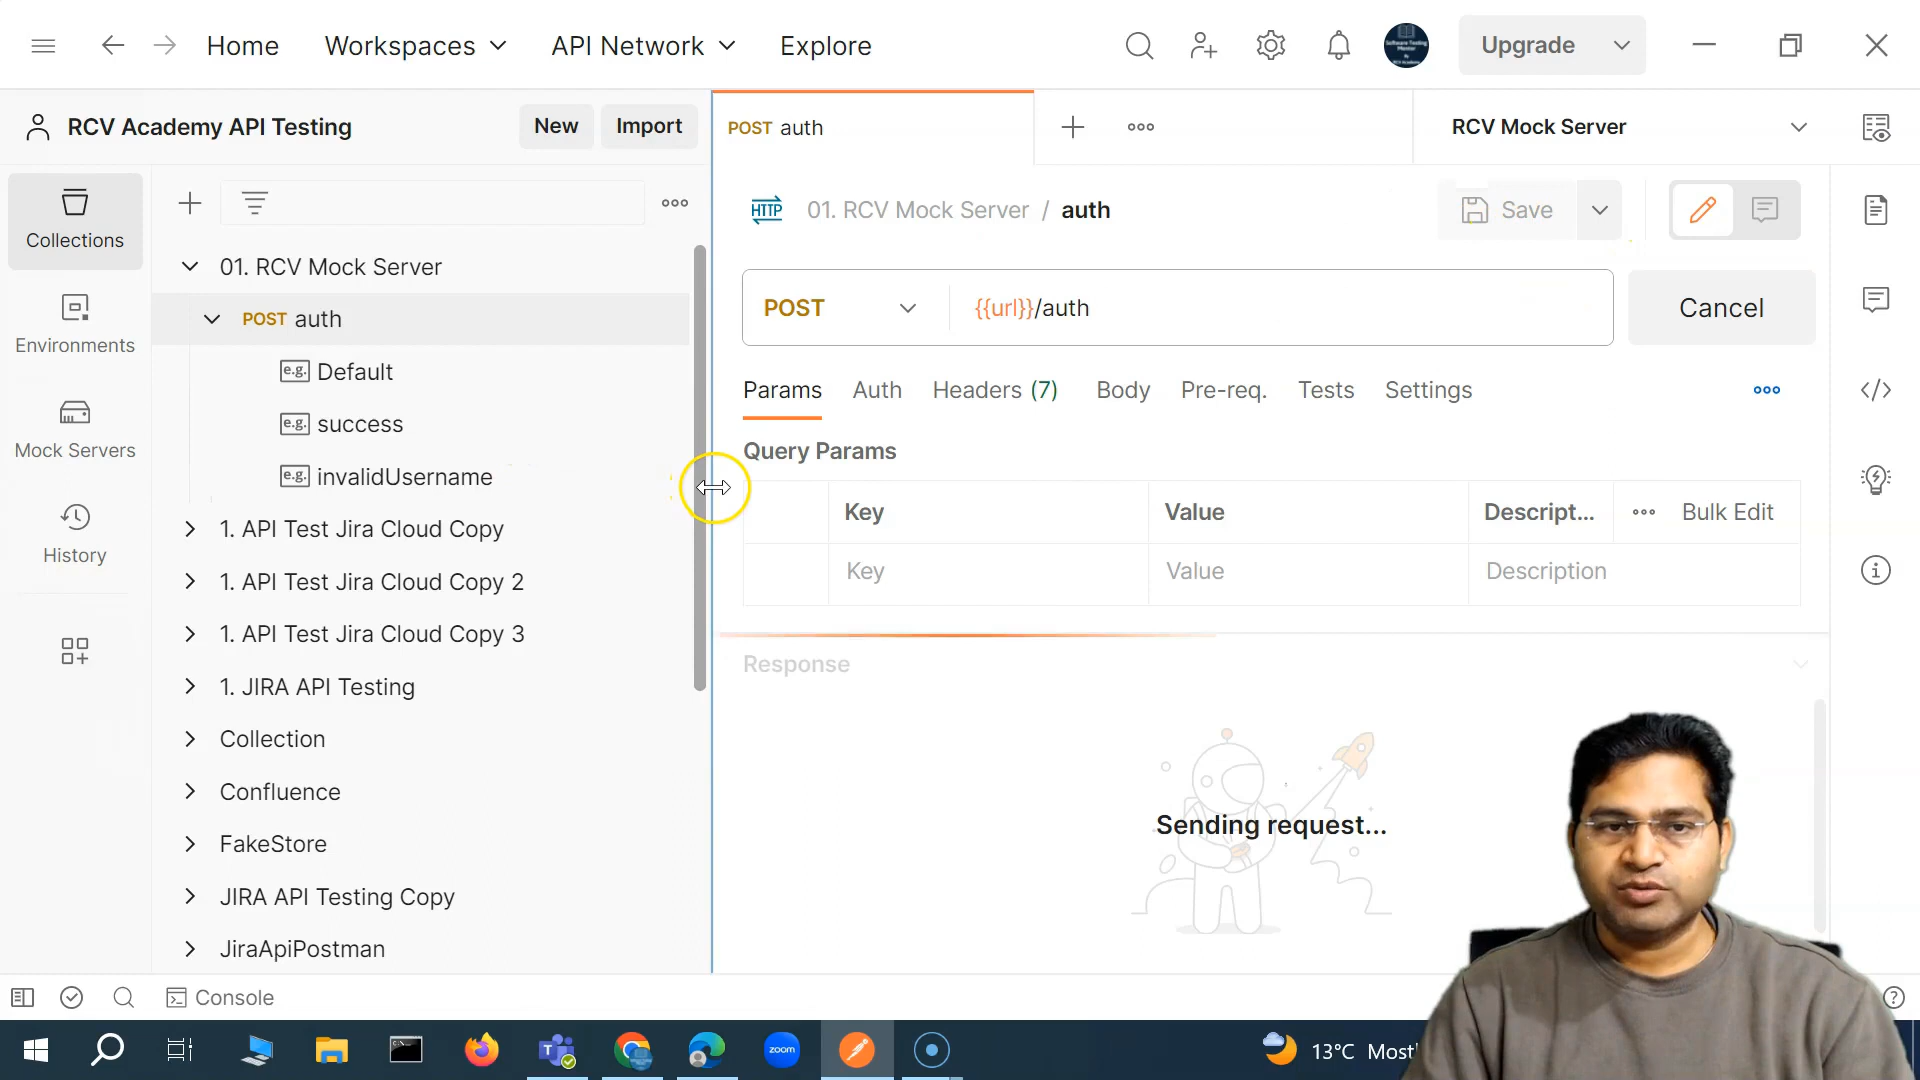 Home Workspaces API Network Explore Upgrade
RCV Academy API Testing New Import POST auth RCV Mock Server
Collections
Environments
Mock Servers
History
01. RCV Mock Server
POST auth
e.g. Default
e.g. success
e.g. invalidUsername
1. API Test Jira Cloud Copy
1. API Test Jira Cloud Copy 2
1. API Test Jira Cloud Copy 3
1. JIRA API Testing
Collection
Confluence
FakeStore
JIRA API Testing Copy
JiraApiPostman
HTTP 01. RCV Mock Server / auth Save
POST {{url}}/auth Cancel
Params Auth Headers (7) Body Pre-req. Tests Settings
Query Params
Key Value Descript... Bulk Edit
Key Value Description
Response
Sending request...
Console
zoom 13°C Mostl